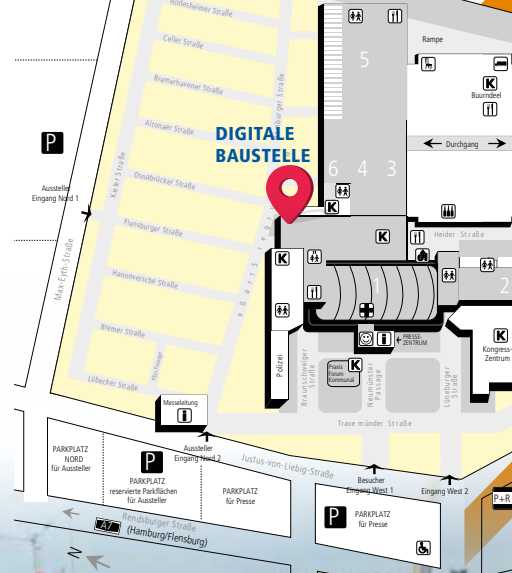 Hildesheimer Straße
Celler Straße
Bremerhavener Straße
Altonaer Straße
Osnabrücker Straße
Flensburger Straße
Hannoversche Straße
Bremer Straße
Lübecker Straße
Kieler Straße
Max-Eyth-Straße
5
Rampe
K
Buurndeel
Durchgang
DIGITALE
BAUSTELLE
6 4 3
K
P
Aussteller
Eingang Nord 1
K
K
Heider Straße
1
2
Polizei
PRESSE-
ZENTRUM
K
Kongress-
Zentrum
Praxis
Forum
Kommunal
K
Braunschweiger
Straße
Neumünster
Passage
Lüneburger
Straße
Messeleitung
i
i
Travemünder Straße
Aussteller
Eingang Nord 2
Justus-von-Liebig-Straße
Besucher
Eingang West 1
Eingang West 2
PARKPLATZ
NORD
für Aussteller
P
PARKPLATZ
reservierte Parkflächen
für Aussteller
PARKPLATZ
für Presse
P
PARKPLATZ
für Presse
P+R
Rendsburger Straße
A7
(Hamburg/Flensburg)
N